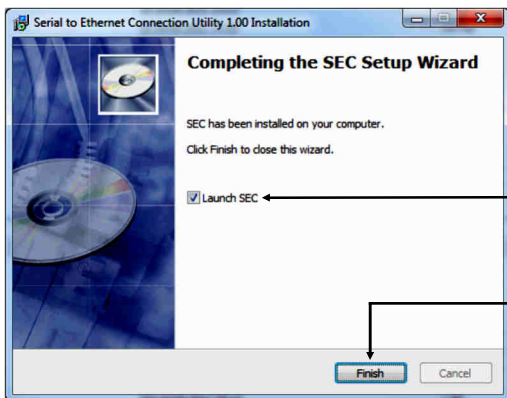 Serial to Ethernet Connection Utility 1.00 Installation
Completing the SEC Setup Wizard
SEC has been installed on your computer.
Click Finish to close this wizard.
Launch SEC
Finish
Cancel